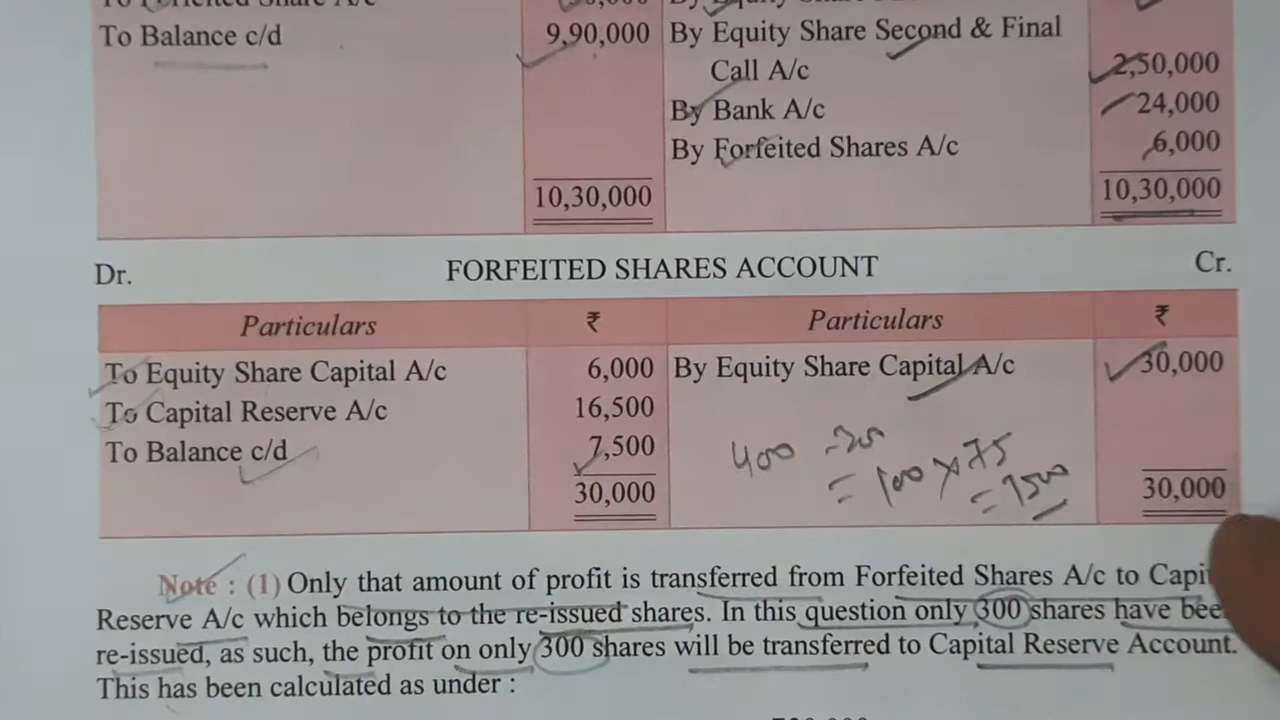 To Balance c/d 9,90,000 By Equity Share Second & Final
Call A/c 2,50,000
By Bank A/c 24,000
By Forfeited Shares A/c 6,000
10,30,000 10,30,000
Dr. FORFEITED SHARES ACCOUNT Cr.
Particulars ₹ Particulars ₹
To Equity Share Capital A/c 6,000 By Equity Share Capital A/c 30,000
To Capital Reserve A/c 16,500
To Balance c/d 7,500
30,000 30,000
400 - 300
= 100 × 75
= 7500
Note : (1) Only that amount of profit is transferred from Forfeited Shares A/c to Capi
Reserve A/c which belongs to the re-issued shares. In this question only 300 shares have bee
re-issued, as such, the profit on only 300 shares will be transferred to Capital Reserve Account.
This has been calculated as under :